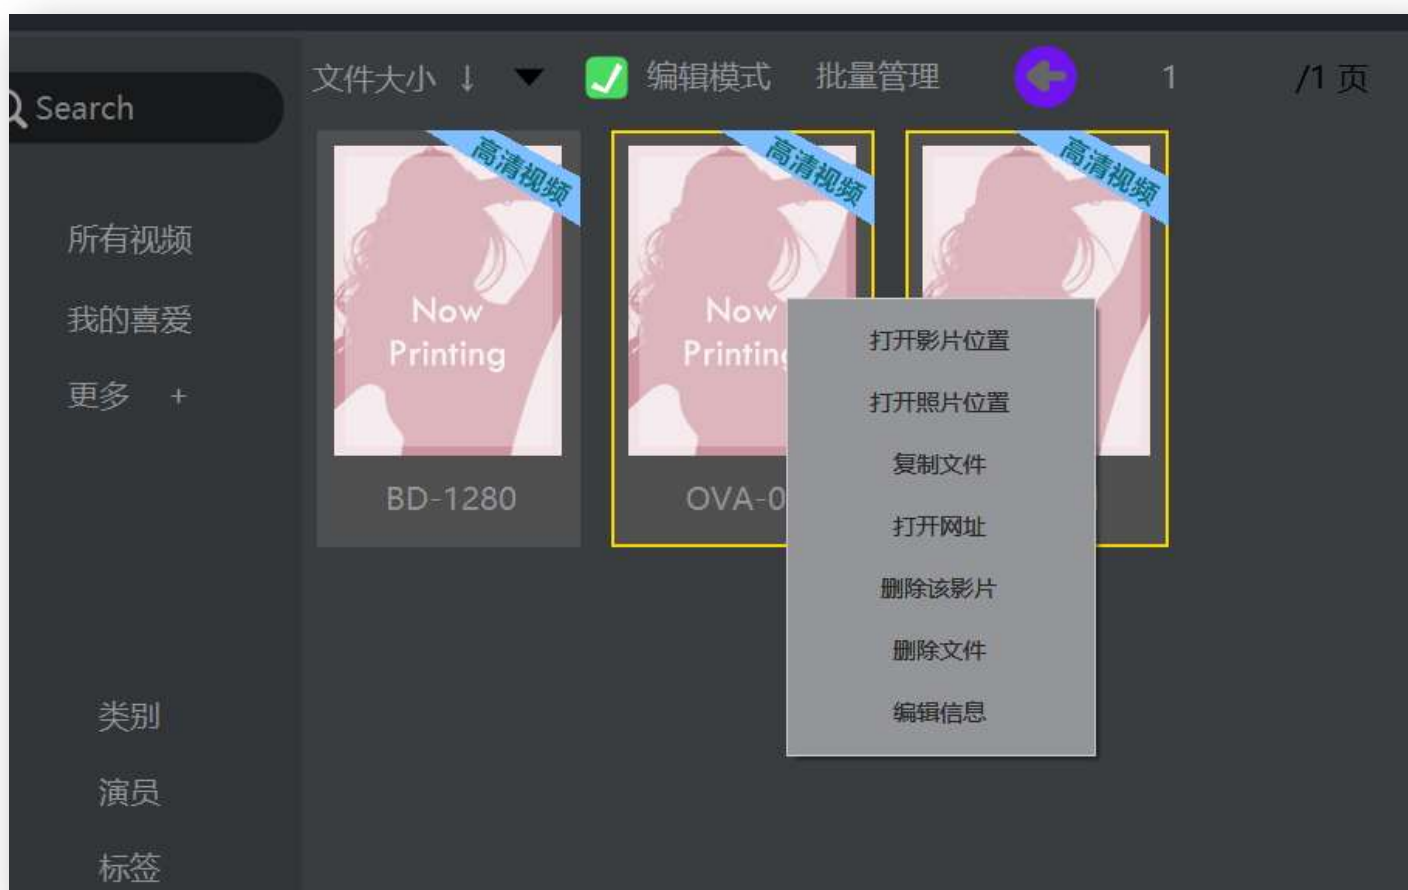 文件大小 ↓ 编辑模式 批量管理 1 /1 页
Search
所有视频
我的喜爱
更多 +
类别
演员
标签
高清视频
Now
Printing
BD-1280
高清视频
Now
Printing
OVA-0
高清视频
打开影片位置
打开照片位置
复制文件
打开网址
删除该影片
删除文件
编辑信息